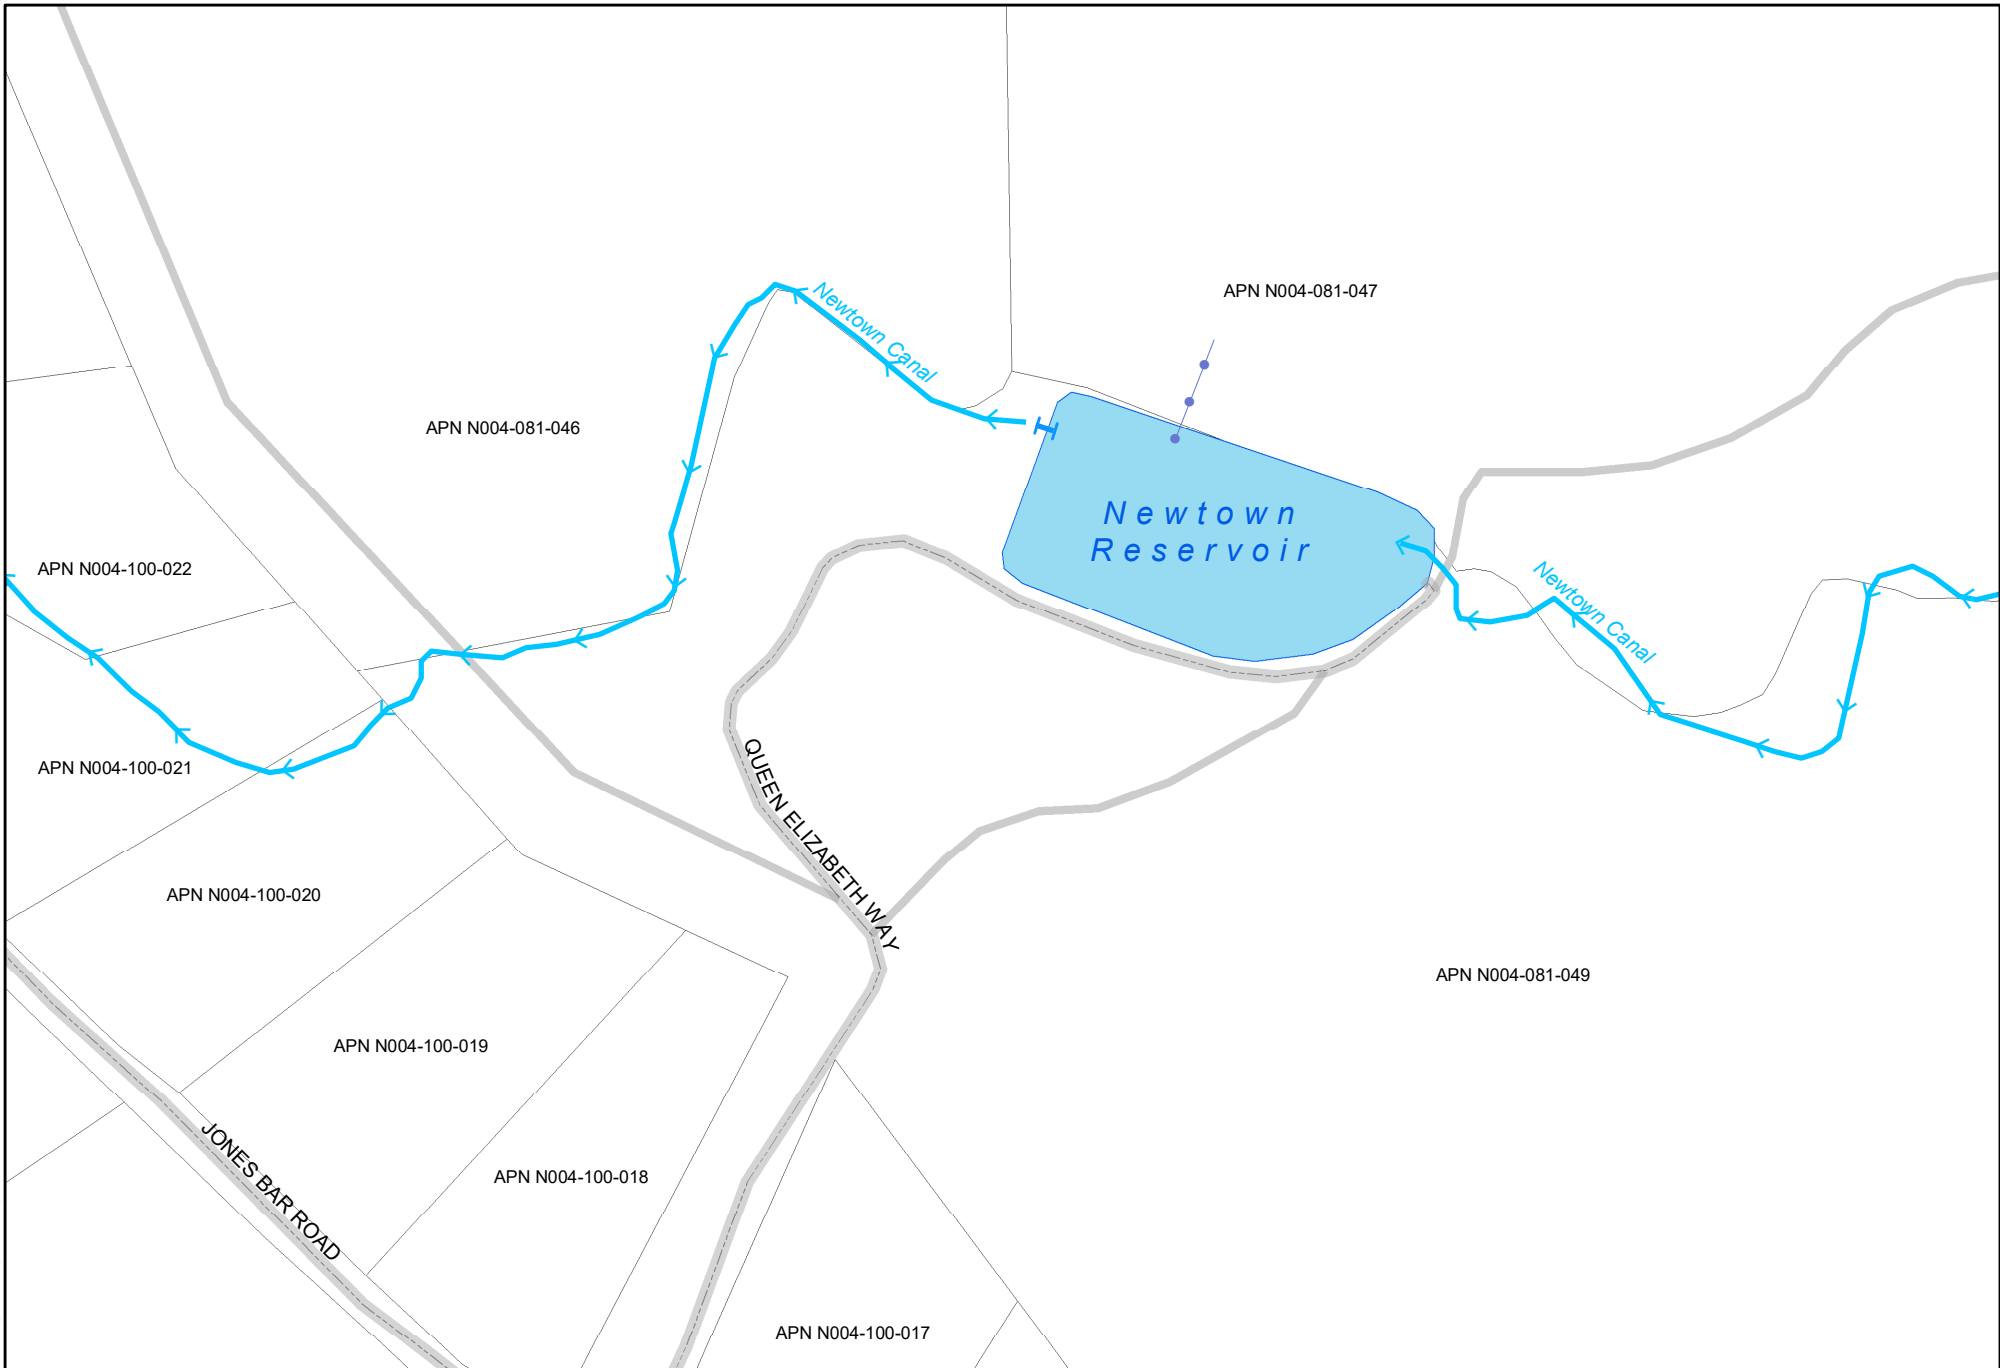 APN N004-081-047
Newtown Canal
APN N004-081-046
Newtown
Reservoir
APN N004-100-022
Newtown Canal
APN N004-100-021
QUEEN ELIZABETH WAY
APN N004-100-020
APN N004-081-049
APN N004-100-019
JONES BAR ROAD
APN N004-100-018
APN N004-100-017